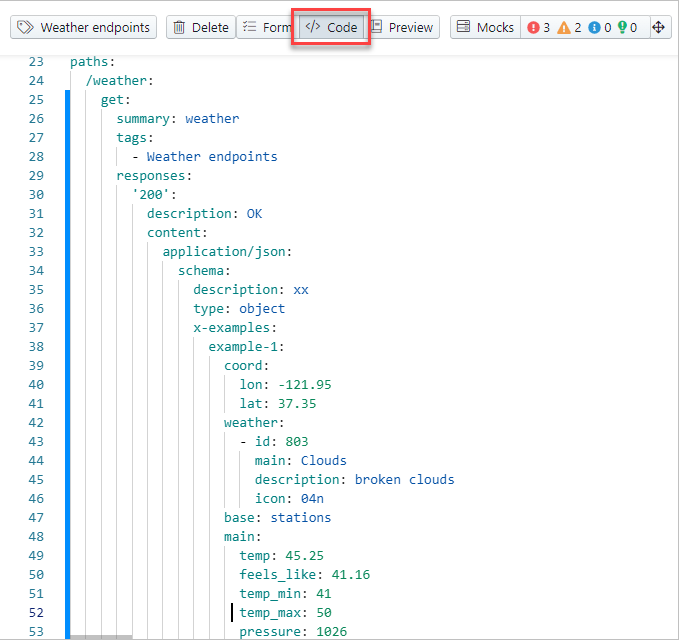 Weather endpoints Delete Form </> Code Preview Mocks 3 2 0 0
23 paths:
24 /weather:
25 get:
26 summary: weather
27 tags:
28 - Weather endpoints
29 responses:
30 '200':
31 description: OK
32 content:
33 application/json:
34 schema:
35 description: xx
36 type: object
37 x-examples:
38 example-1:
39 coord:
40 lon: -121.95
41 lat: 37.35
42 weather:
43 - id: 803
44 main: Clouds
45 description: broken clouds
46 icon: 04n
47 base: stations
48 main:
49 temp: 45.25
50 feels_like: 41.16
51 temp_min: 41
52 temp_max: 50
53 pressure: 1026